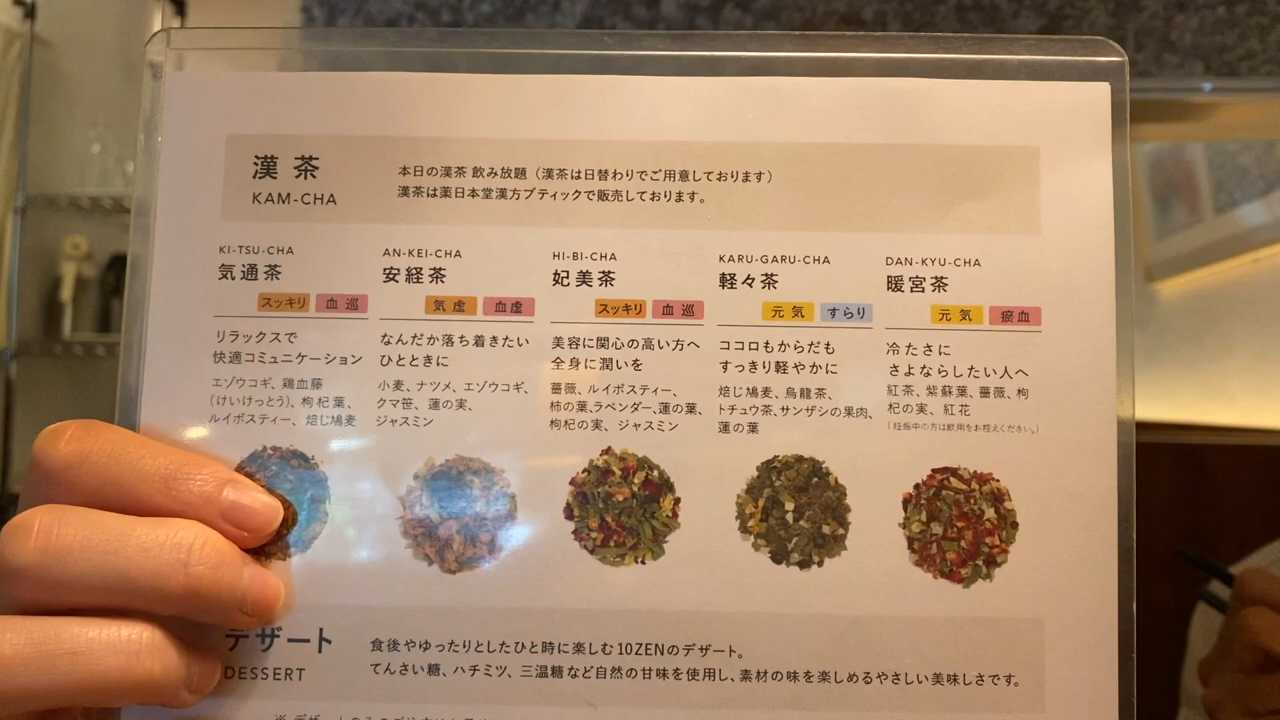 漢茶
KAM-CHA
本日の漢茶 飲み放題（漢茶は日替わりでご用意しております）
漢茶は薬日本堂漢方ブティックで販売しております。
KI-TSU-CHA
気通茶
スッキリ 血巡
リラックスで
快適コミュニケーション
エゾウコギ、鶏血藤
（けいけっとう）、枸杞葉、
ルイボスティー、焙じ鳩麦
AN-KEI-CHA
安経茶
気虚 血虚
なんだか落ち着きたい
ひとときに
小麦、ナツメ、エゾウコギ、
クマ笹、蓮の実、
ジャスミン
HI-BI-CHA
妃美茶
スッキリ 血巡
美容に関心の高い方へ
全身に潤いを
薔薇、ルイボスティー、
柿の葉、ラベンダー、蓮の葉、
枸杞の実、ジャスミン
KARU-GARU-CHA
軽々茶
元気 すらり
ココロもからだも
すっきり軽やかに
焙じ鳩麦、烏龍茶、
トチュウ茶、サンザシの果肉、
蓮の葉
DAN-KYU-CHA
暖宮茶
元気 瘀血
冷たさに
さよならしたい人へ
紅茶、紫蘇葉、薔薇、枸
杞の実、紅花
（妊娠中の方は飲用をお控えください。）
デザート
DESSERT
食後やゆったりとしたひと時に楽しむ10ZENのデザート。
てんさい糖、ハチミツ、三温糖など自然の甘味を使用し、素材の味を楽しめるやさしい美味しさです。